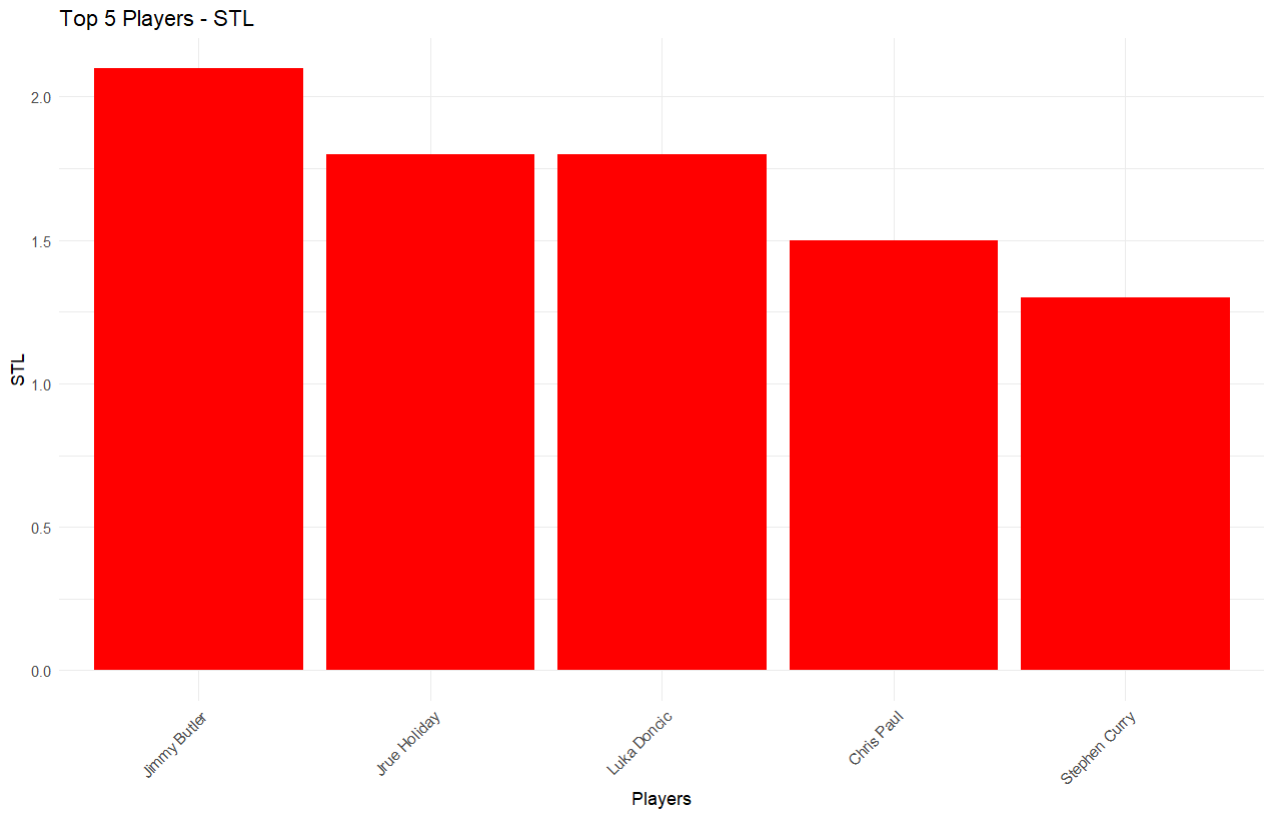 Top 5 Players - STL
STL
2.0
1.5
1.0
0.5
0.0
Jimmy Butler
Jrue Holiday
Luka Doncic
Chris Paul
Stephen Curry
Players